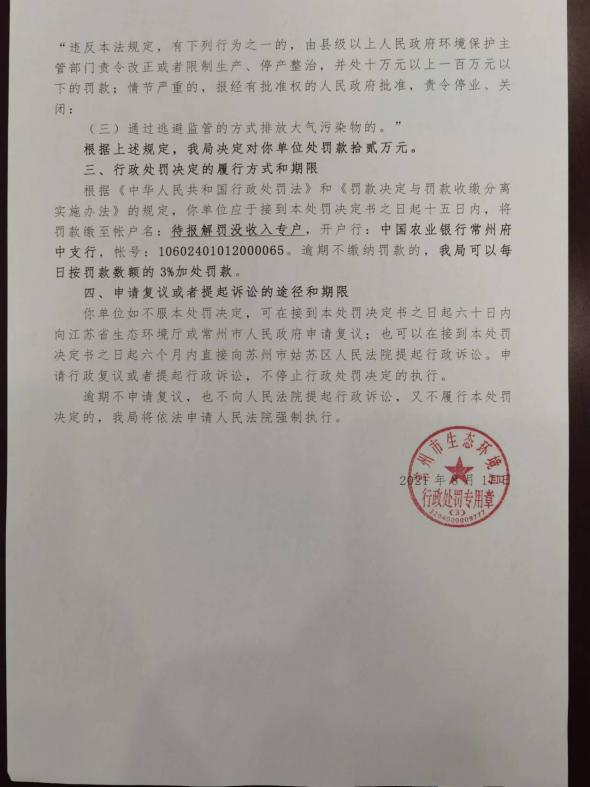 “违反本法规定，有下列行为之一的，由县级以上人民政府环境保护主
管部门责令改正或者限制生产、停产整治，并处十万元以上一百万元以
下的罚款；情节严重的，报经有批准权的人民政府批准，责令停业、关
闭：
（三）通过逃避监管的方式排放大气污染物的。”
根据上述规定，我局决定对你单位处罚款拾贰万元。
三、行政处罚决定的履行方式和期限
根据《中华人民共和国行政处罚法》和《罚款决定与罚款收缴分离
实施办法》的规定，你单位应于接到本处罚决定书之日起十五日内，将
罚款缴至帐户名：待报解罚没收入专户，开户行：中国农业银行常州府
中支行，帐号：10602401012000065。逾期不缴纳罚款的，我局可以每
日按罚款数额的 3%加处罚款。
四、申请复议或者提起诉讼的途径和期限
你单位如不服本处罚决定，可在接到本处罚决定书之日起六十日内
向江苏省生态环境厅或常州市人民政府申请复议；也可以在接到本处罚
决定书之日起六个月内直接向苏州市姑苏区人民法院提起行政诉讼。申
请行政复议或者提起行政诉讼，不停止行政处罚决定的执行。
逾期不申请复议，也不向人民法院提起行政诉讼，又不履行本处罚
决定的，我局将依法申请人民法院强制执行。
常州市生态环境局
2021 年 8 月 日
行政处罚专用章
（3）
3204000009777